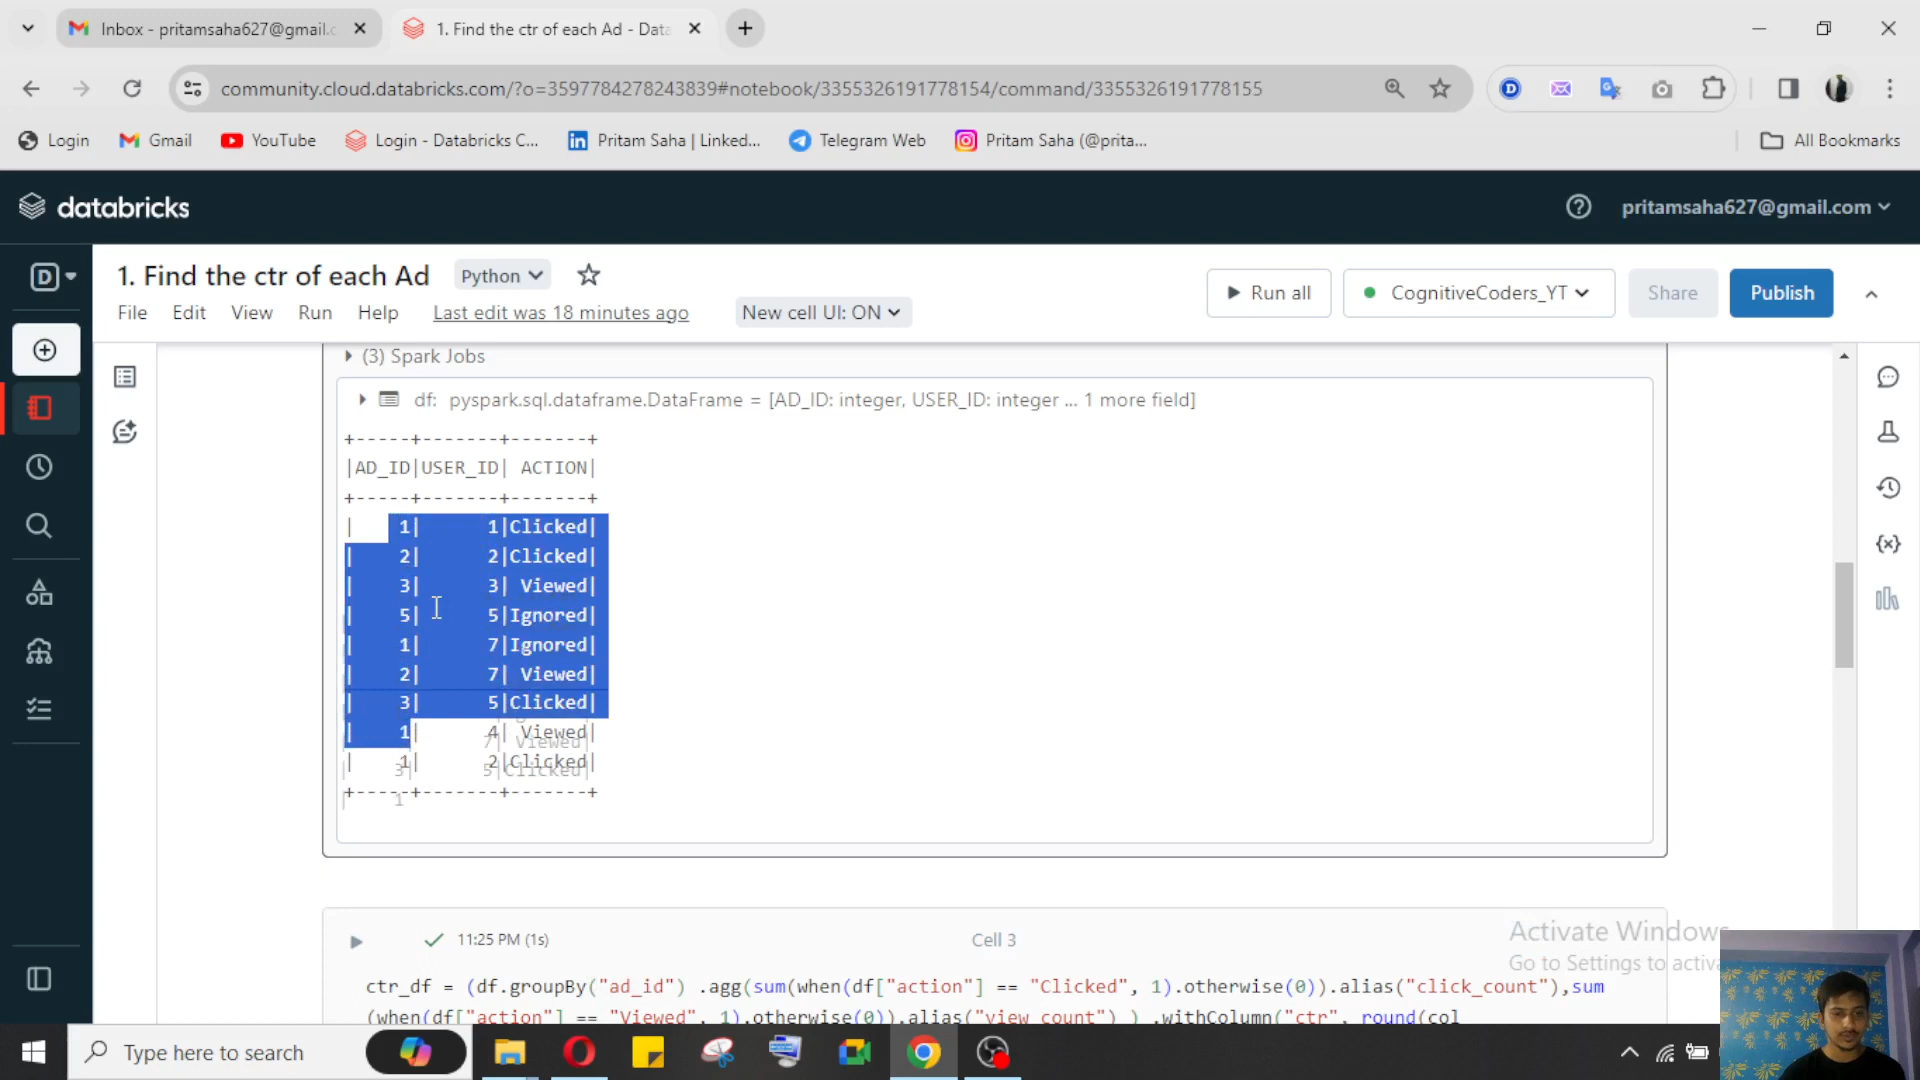 Inbox - pritamsaha627@gmail.c
1. Find the ctr of each Ad - Data
community.cloud.databricks.com/?o=3597784278243839#notebook/3355326191778154/command/3355326191778155
Login
Gmail
YouTube
Login - Databricks C...
Pritam Saha | Linked...
Telegram Web
Pritam Saha (@prita...
All Bookmarks
databricks
pritamsaha627@gmail.com
D
1. Find the ctr of each Ad
Python
File Edit View Run Help Last edit was 18 minutes ago New cell UI: ON
Run all
CognitiveCoders_YT
Share
Publish
(3) Spark Jobs
df: pyspark.sql.dataframe.DataFrame = [AD_ID: integer, USER_ID: integer ... 1 more field]
+-----+-------+-------+
|AD_ID|USER_ID| ACTION|
+-----+-------+-------+
|    1|      1|Clicked|
|    2|      2|Clicked|
|    3|      3| Viewed|
|    5|      5|Ignored|
|    1|      7|Ignored|
|    2|      7| Viewed|
|    3|      5|Clicked|
|    1|      4| Viewed|
|    1|      2|Clicked|
+-----+-------+-------+
11:25 PM (1s)
Cell 3
ctr_df = (df.groupBy("ad_id") .agg(sum(when(df["action"] == "Clicked", 1).otherwise(0)).alias("click_count"),sum
(when(df["action"] == "Viewed", 1).otherwise(0)).alias("view_count") ) .withColumn("ctr", round(col
Activate Windows
Go to Settings to activa
Type here to search